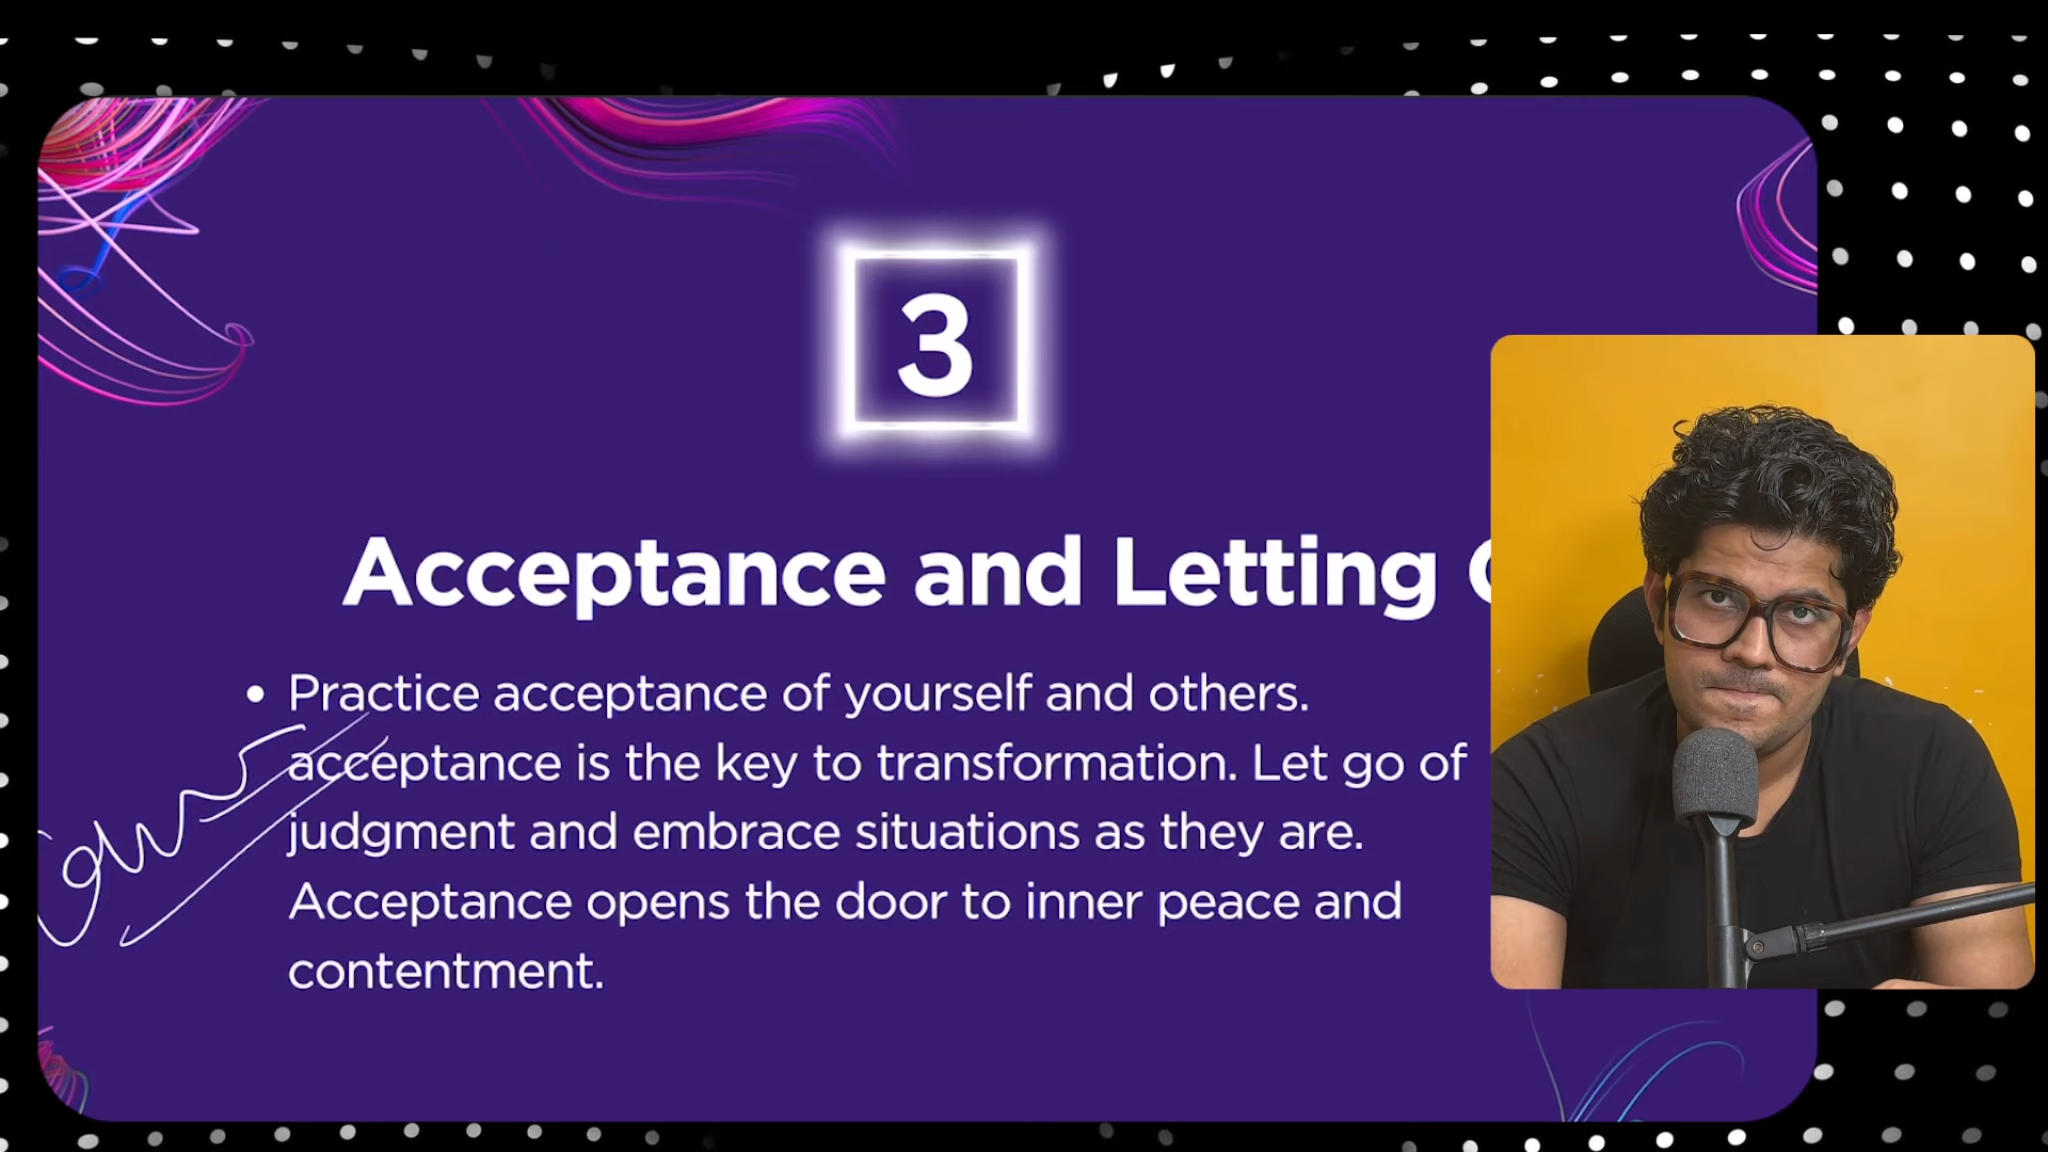 3
Acceptance and Letting
Practice acceptance of yourself and others.
acceptance is the key to transformation. Let go of
judgment and embrace situations as they are.
Acceptance opens the door to inner peace and
contentment.